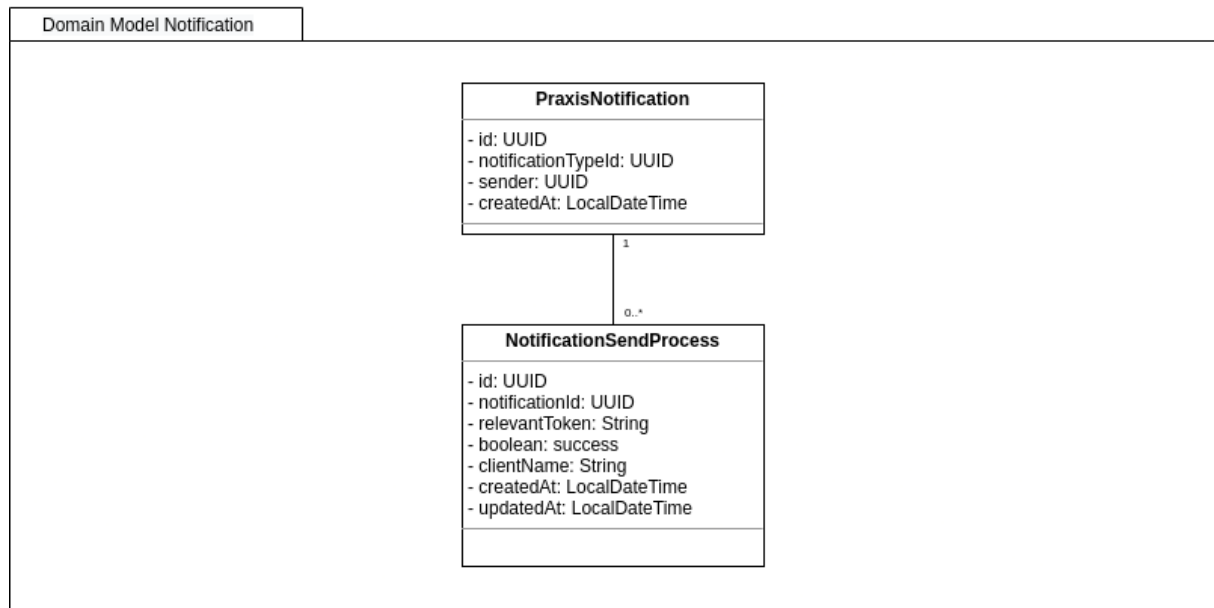 Domain Model Notification
PraxisNotification
- id: UUID
- notificationTypeId: UUID
- sender: UUID
- createdAt: LocalDateTime
1
0..*
NotificationSendProcess
- id: UUID
- notificationId: UUID
- relevantToken: String
- boolean: success
- clientName: String
- createdAt: LocalDateTime
- updatedAt: LocalDateTime